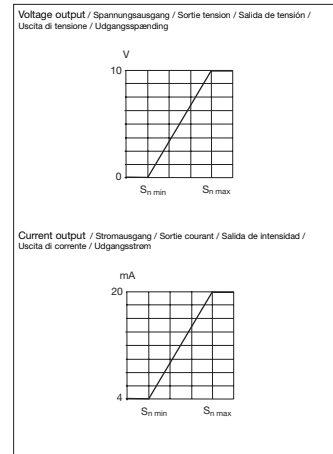 Voltage output / Spannungsausgang / Sortie tension / Salida de tensión /
Uscita di tensione / Udgangsspænding
V
10
0
Sn min Sn max
Current output / Stromausgang / Sortie courant / Salida de intensidad /
Uscita di corrente / Udgangsstrøm
mA
20
4
Sn min Sn max